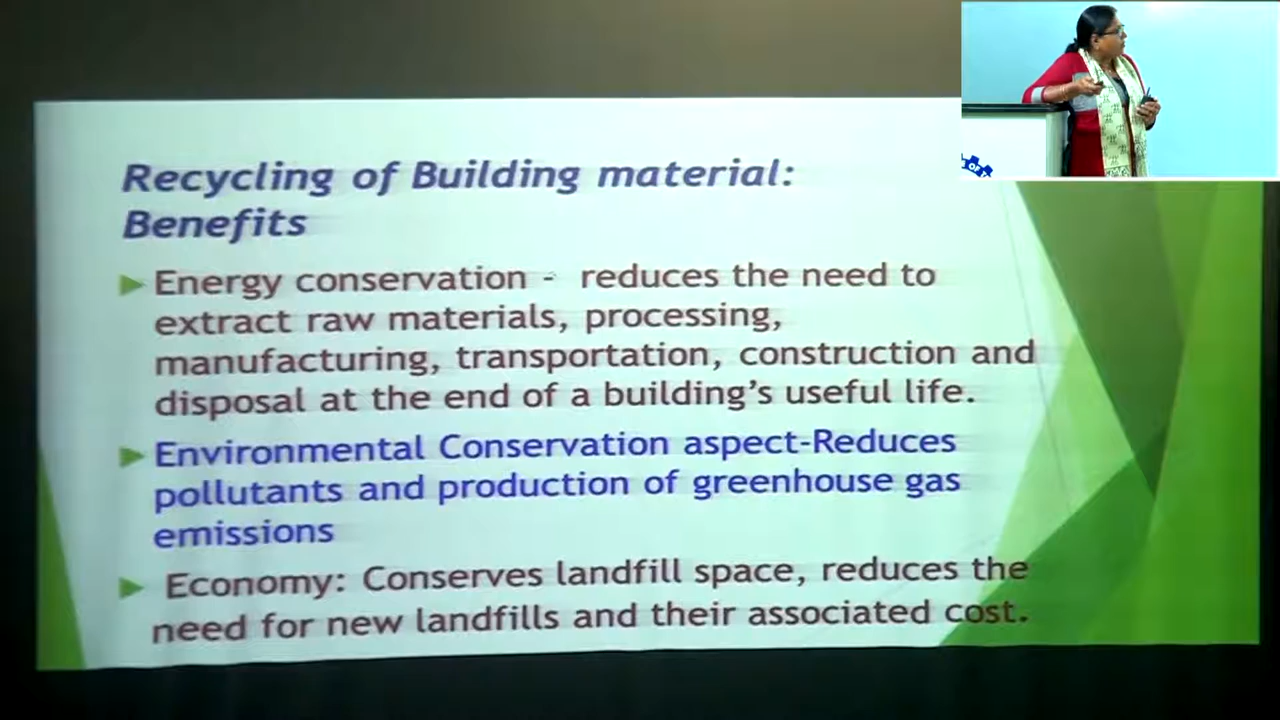 Recycling of Building material:
Benefits
Energy conservation - reduces the need to
extract raw materials, processing,
manufacturing, transportation, construction and
disposal at the end of a building's useful life.
Environmental Conservation aspect-Reduces
pollutants and production of greenhouse gas
emissions
Economy: Conserves landfill space, reduces the
need for new landfills and their associated cost.
OF